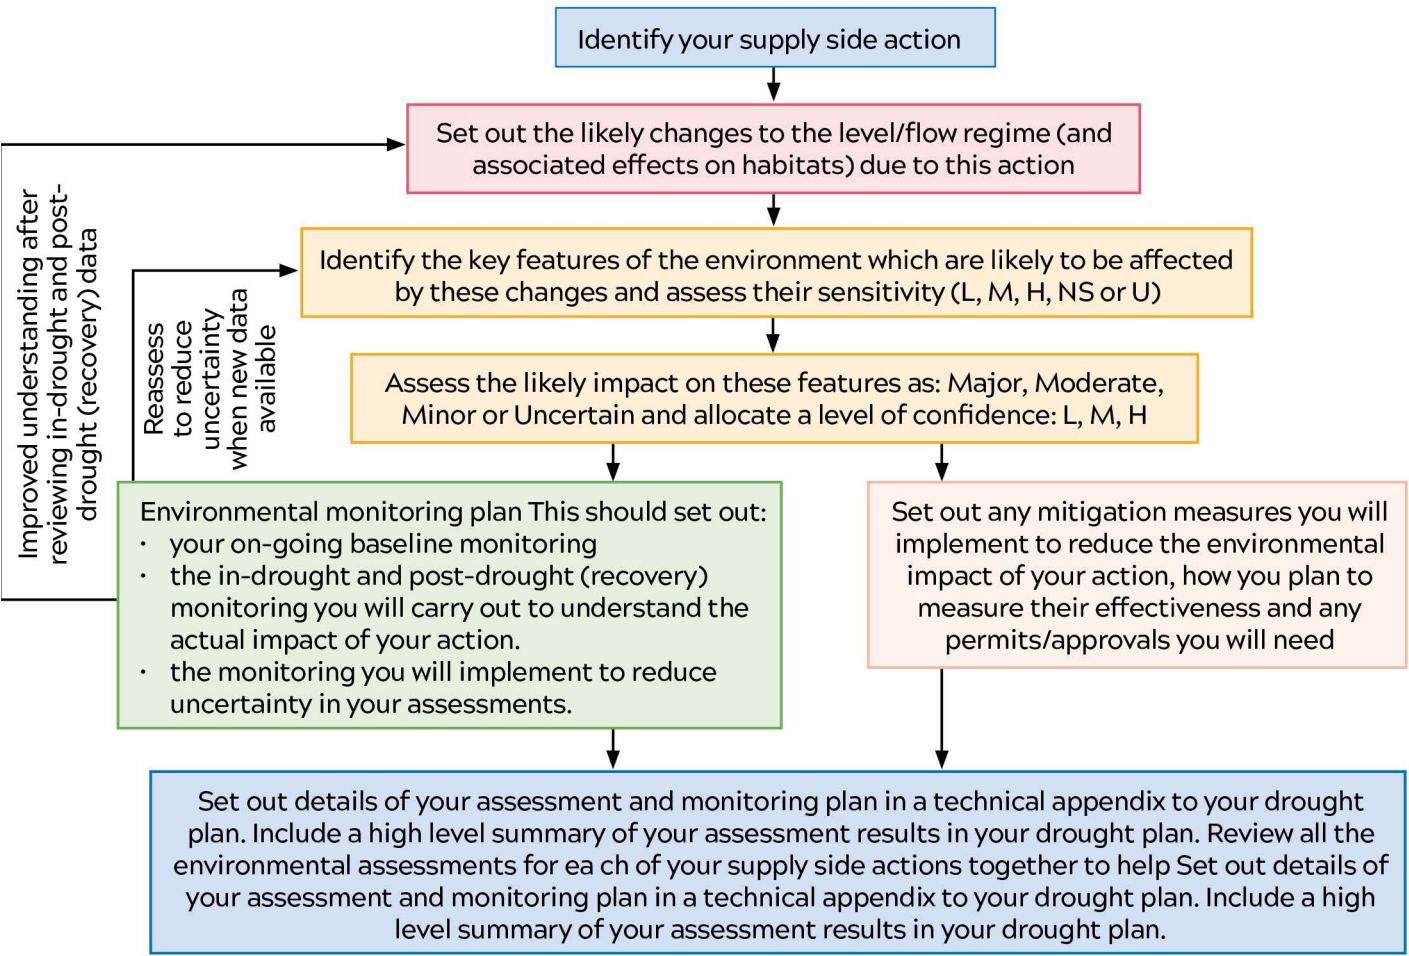 Identify your supply side action
Set out the likely changes to the level/flow regime (and
associated effects on habitats) due to this action
Identify the key features of the environment which are likely to be affected
by these changes and assess their sensitivity (L, M, H, NS or U)
Assess the likely impact on these features as: Major, Moderate,
Minor or Uncertain and allocate a level of confidence: L, M, H
Improved understanding after
reviewing in-drought and post-
drought (recovery) data
Reassess
to reduce
uncertainty
when new data
available
Environmental monitoring plan This should set out:
· your on-going baseline monitoring
· the in-drought and post-drought (recovery)
monitoring you will carry out to understand the
actual impact of your action.
· the monitoring you will implement to reduce
uncertainty in your assessments.
Set out any mitigation measures you will
implement to reduce the environmental
impact of your action, how you plan to
measure their effectiveness and any
permits/approvals you will need
Set out details of your assessment and monitoring plan in a technical appendix to your drought
plan. Include a high level summary of your assessment results in your drought plan. Review all the
environmental assessments for each of your supply side actions together to help Set out details of
your assessment and monitoring plan in a technical appendix to your drought plan. Include a high
level summary of your assessment results in your drought plan.